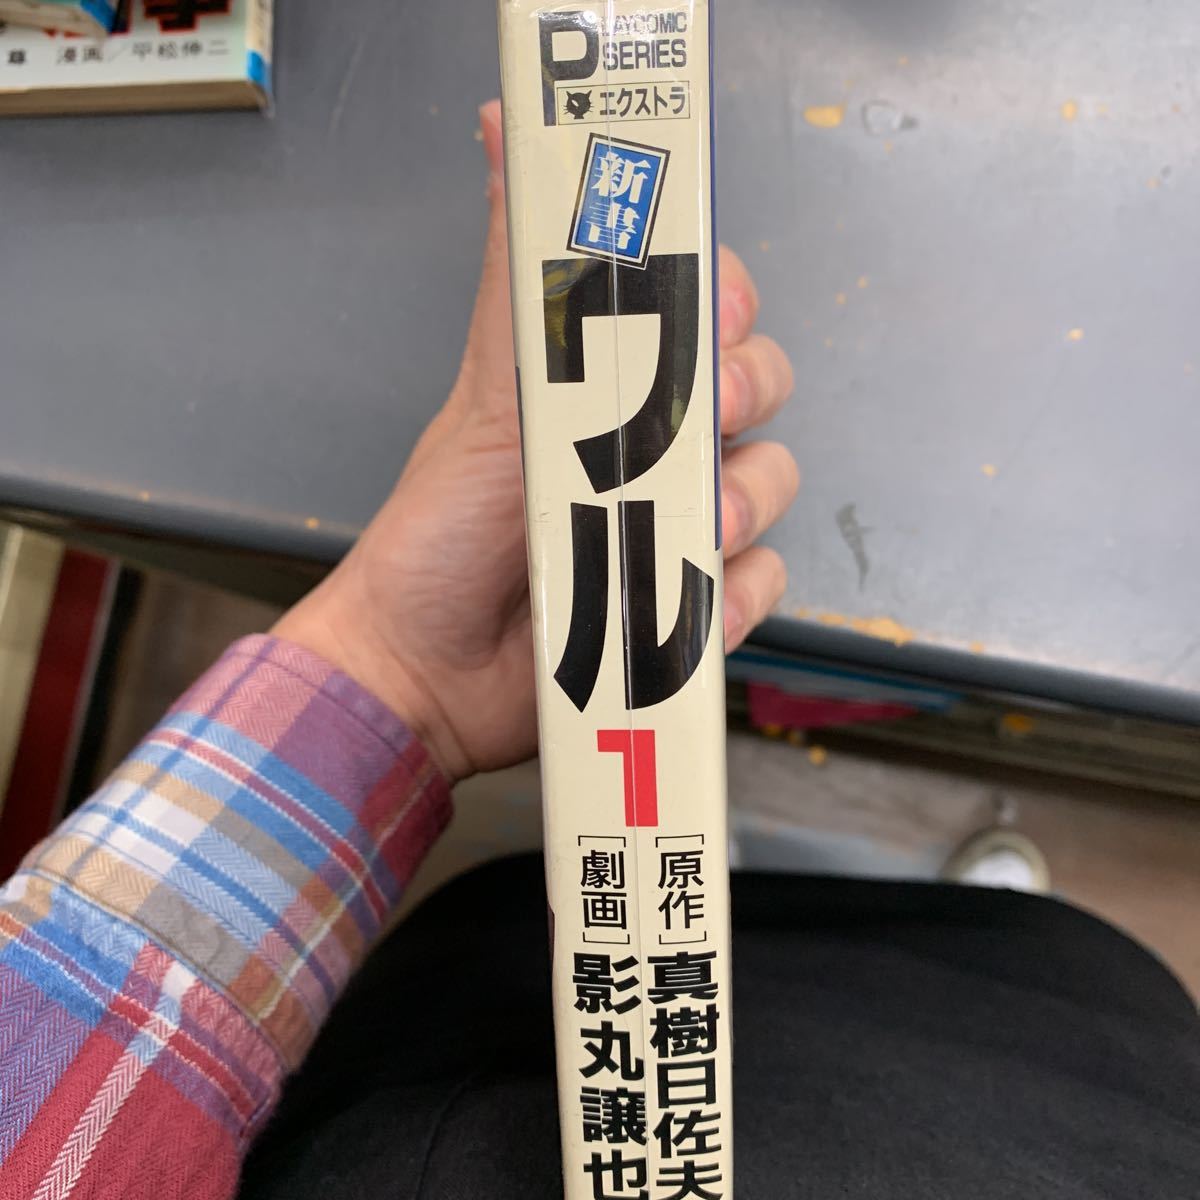 PLAYCOMIC
SERIES
エクストラ
新書
ワル
1
[原作]真樹日佐夫
[劇画]影丸譲也
漫画/平松伸二